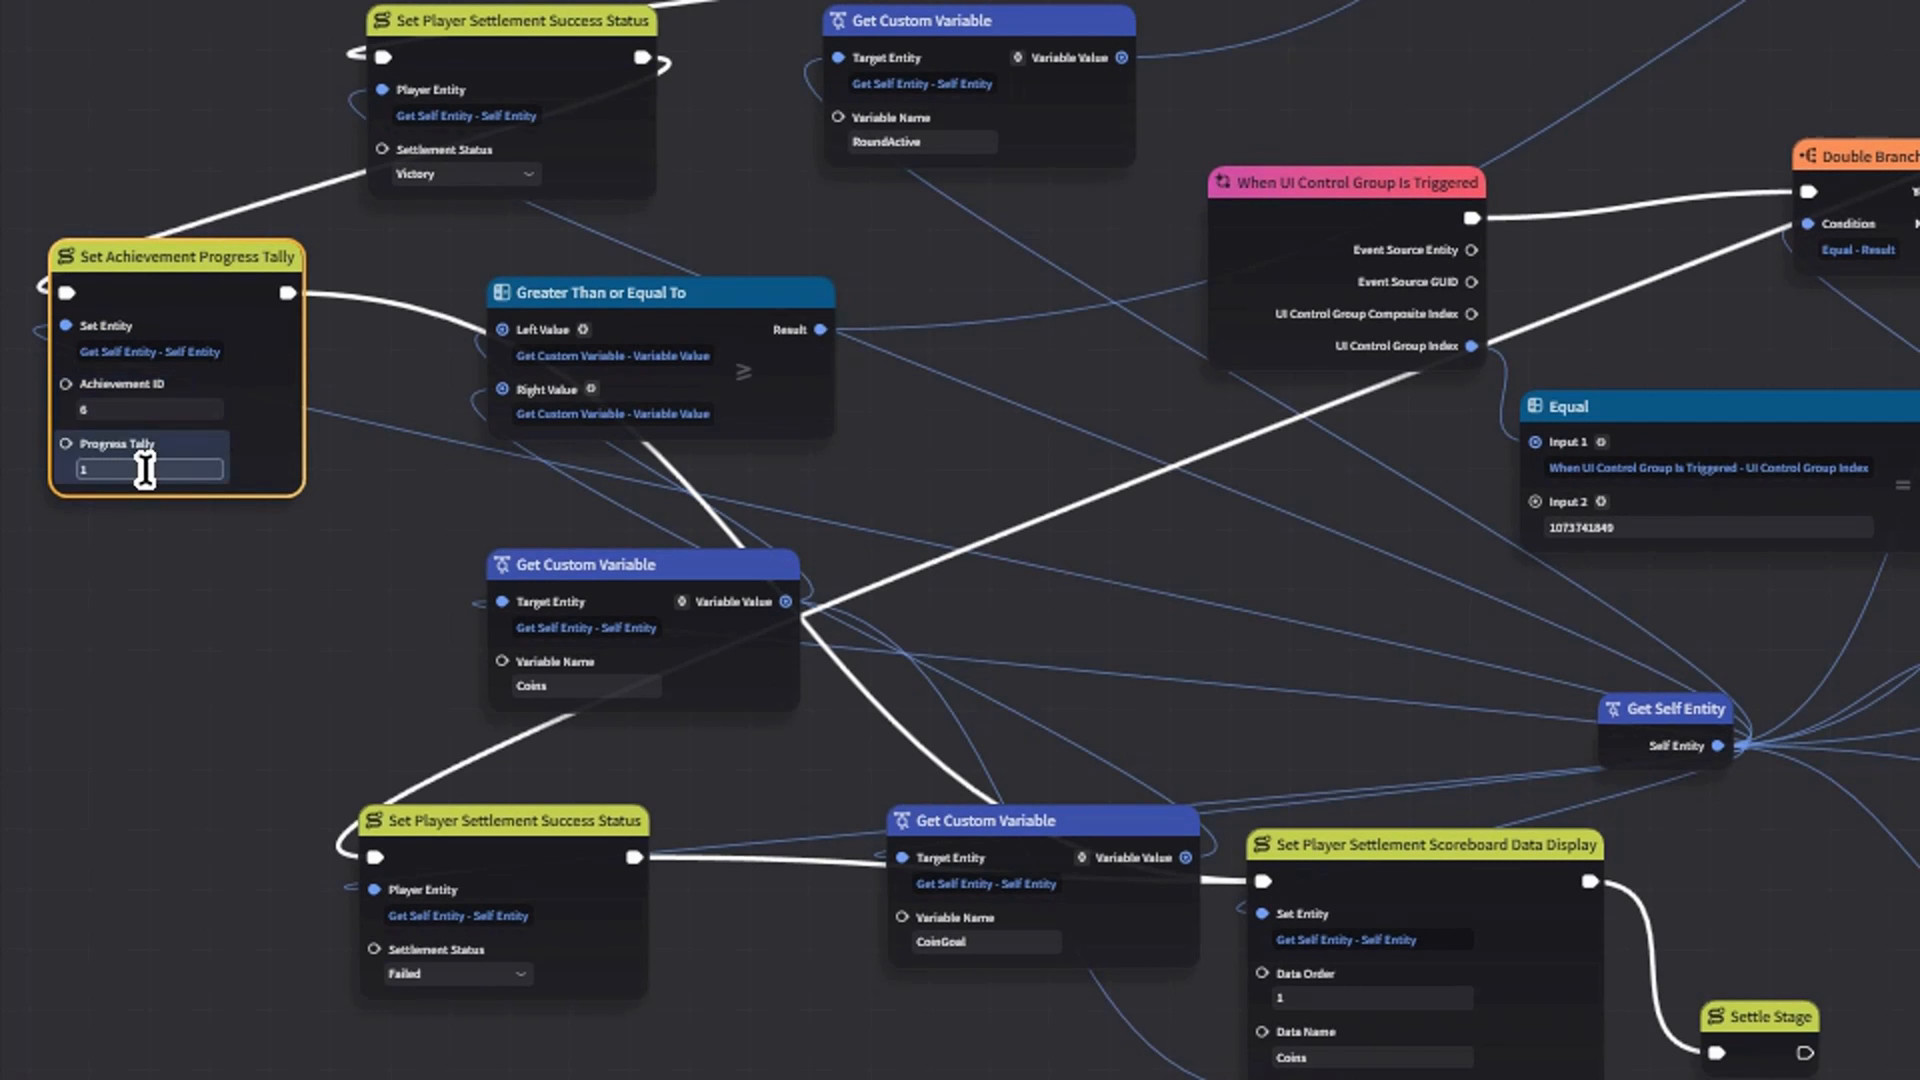 Set Player Settlement Success Status
Player Entity
Get Self Entity - Self Entity
Settlement Status
Victory
Get Custom Variable
Target Entity
Variable Value
Get Self Entity - Self Entity
Variable Name
RoundActive
When UI Control Group Is Triggered
Event Source Entity
Event Source GUID
UI Control Group Composite Index
UI Control Group Index
Double Branch
Condition
Equal - Result
Set Achievement Progress Tally
Set Entity
Get Self Entity - Self Entity
Achievement ID
6
Progress Tally
1
Greater Than or Equal To
Left Value
Result
Get Custom Variable - Variable Value
≥
Right Value
Get Custom Variable - Variable Value
Equal
Input 1
When UI Control Group Is Triggered - UI Control Group Index
=
Input 2
1073741849
Get Custom Variable
Target Entity
Variable Value
Get Self Entity - Self Entity
Variable Name
Coins
Get Self Entity
Self Entity
Set Player Settlement Success Status
Player Entity
Get Self Entity - Self Entity
Settlement Status
Failed
Get Custom Variable
Target Entity
Variable Value
Get Self Entity - Self Entity
Variable Name
CoinGoal
Set Player Settlement Scoreboard Data Display
Set Entity
Get Self Entity - Self Entity
Data Order
1
Data Name
Coins
Settle Stage